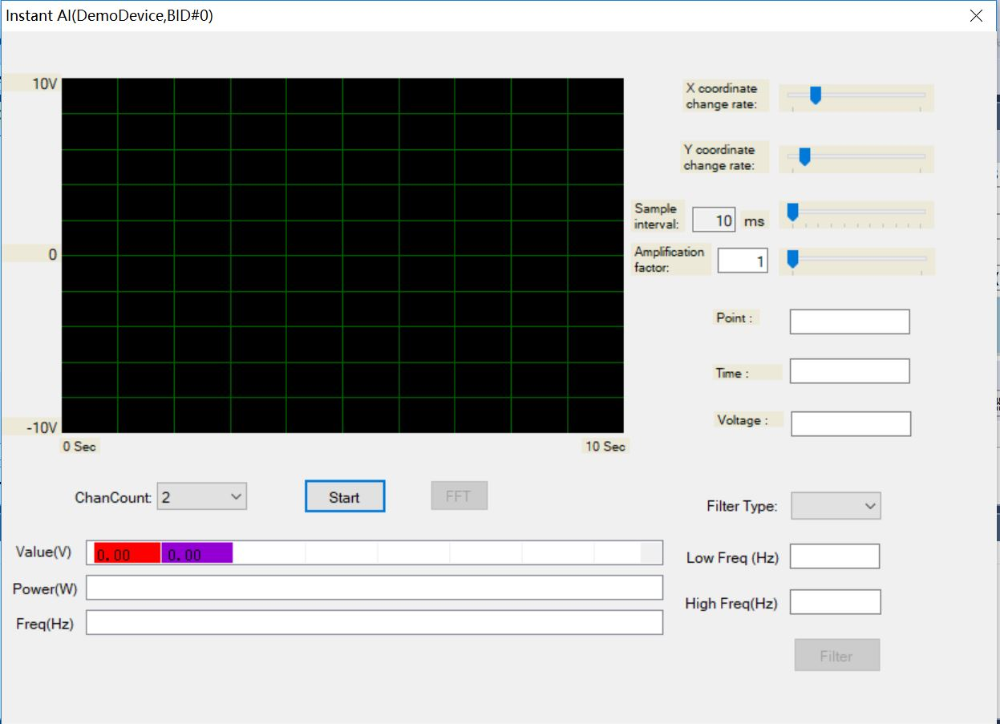 Instant AI(DemoDevice,BID#0)
10V
0
-10V
0 Sec
10 Sec
X coordinate
change rate:
Y coordinate
change rate:
Sample
interval:
10
ms
Amplification
factor:
1
Point :
Time :
Voltage :
ChanCount:
2
Start
FFT
Filter Type:
Value(V)
0.00
0.00
Low Freq (Hz)
Power(W)
High Freq(Hz)
Freq(Hz)
Filter